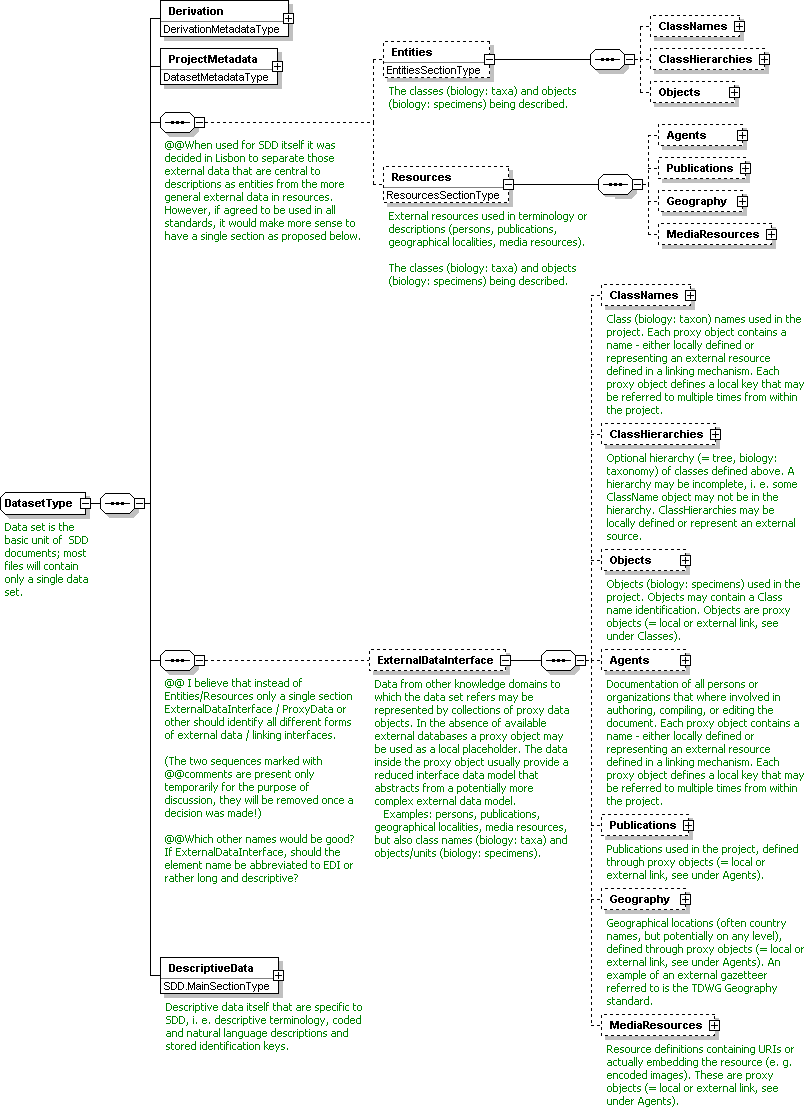 Derivation
DerivationMetadataType
ProjectMetadata
DatasetMetadataType
@@When used for SDD itself it was
decided in Lisbon to separate those
external data that are central to
descriptions as entities from the more
general external data in resources.
However, if agreed to be used in all
standards, it would make more sense to
have a single section as proposed below.
Entities
EntitiesSectionType
The classes (biology: taxa) and objects
(biology: specimens) being described.
ClassNames
ClassHierarchies
Objects
Resources
ResourcesSectionType
External resources used in terminology or
descriptions (persons, publications,
geographical localities, media resources).
The classes (biology: taxa) and objects
(biology: specimens) being described.
Agents
Publications
Geography
MediaResources
DatasetType
Data set is the
basic unit of  SDD
documents; most
files will contain
only a single data
set.
@@ I believe that instead of
Entities/Resources only a single section
ExternalDataInterface / ProxyData or
other should identify all different forms
of external data / linking interfaces.
(The two sequences marked with
@@comments are present only
temporarily for the purpose of
discussion, they will be removed once a
decision was made!)
@@Which other names would be good?
If ExternalDataInterface, should the
element name be abbreviated to EDI or
rather long and descriptive?
ExternalDataInterface
Data from other knowledge domains to
which the data set refers may be
represented by collections of proxy data
objects. In the absence of available
external databases a proxy object may
be used as a local placeholder. The data
inside the proxy object usually provide a
reduced interface data model that
abstracts from a potentially more
complex external data model.
Examples: persons, publications,
geographical localities, media resources,
but also class names (biology: taxa) and
objects/units (biology: specimens).
ClassNames
Class (biology: taxon) names used in the
project. Each proxy object contains a
name - either locally defined or
representing an external resource
defined in a linking mechanism. Each
proxy object defines a local key that may
be referred to multiple times from within
the project.
ClassHierarchies
Optional hierarchy (= tree, biology:
taxonomy) of classes defined above. A
hierarchy may be incomplete, i. e. some
ClassName object may not be in the
hierarchy. ClassHierarchies may be
locally defined or represent an external
source.
Objects
Objects (biology: specimens) used in the
project. Objects may contain a Class
name identification. Objects are proxy
objects (= local or external link, see
under Classes).
Agents
Documentation of all persons or
organizations that where involved in
authoring, compiling, or editing the
document. Each proxy object contains a
name - either locally defined or
representing an external resource
defined in a linking mechanism. Each
proxy object defines a local key that may
be referred to multiple times from within
the project.
Publications
Publications used in the project, defined
through proxy objects (= local or
external link, see under Agents).
Geography
Geographical locations (often country
names, but potentially on any level),
defined through proxy objects (= local or
external link, see under Agents). An
example of an external gazetteer
referred to is the TDWG Geography
standard.
MediaResources
Resource definitions containing URIs or
actually embedding the resource (e. g.
encoded images). These are proxy
objects (= local or external link, see
under Agents).
DescriptiveData
SDD.MainSectionType
Descriptive data itself that are specific to
SDD, i. e. descriptive terminology, coded
and natural language descriptions and
stored identification keys.